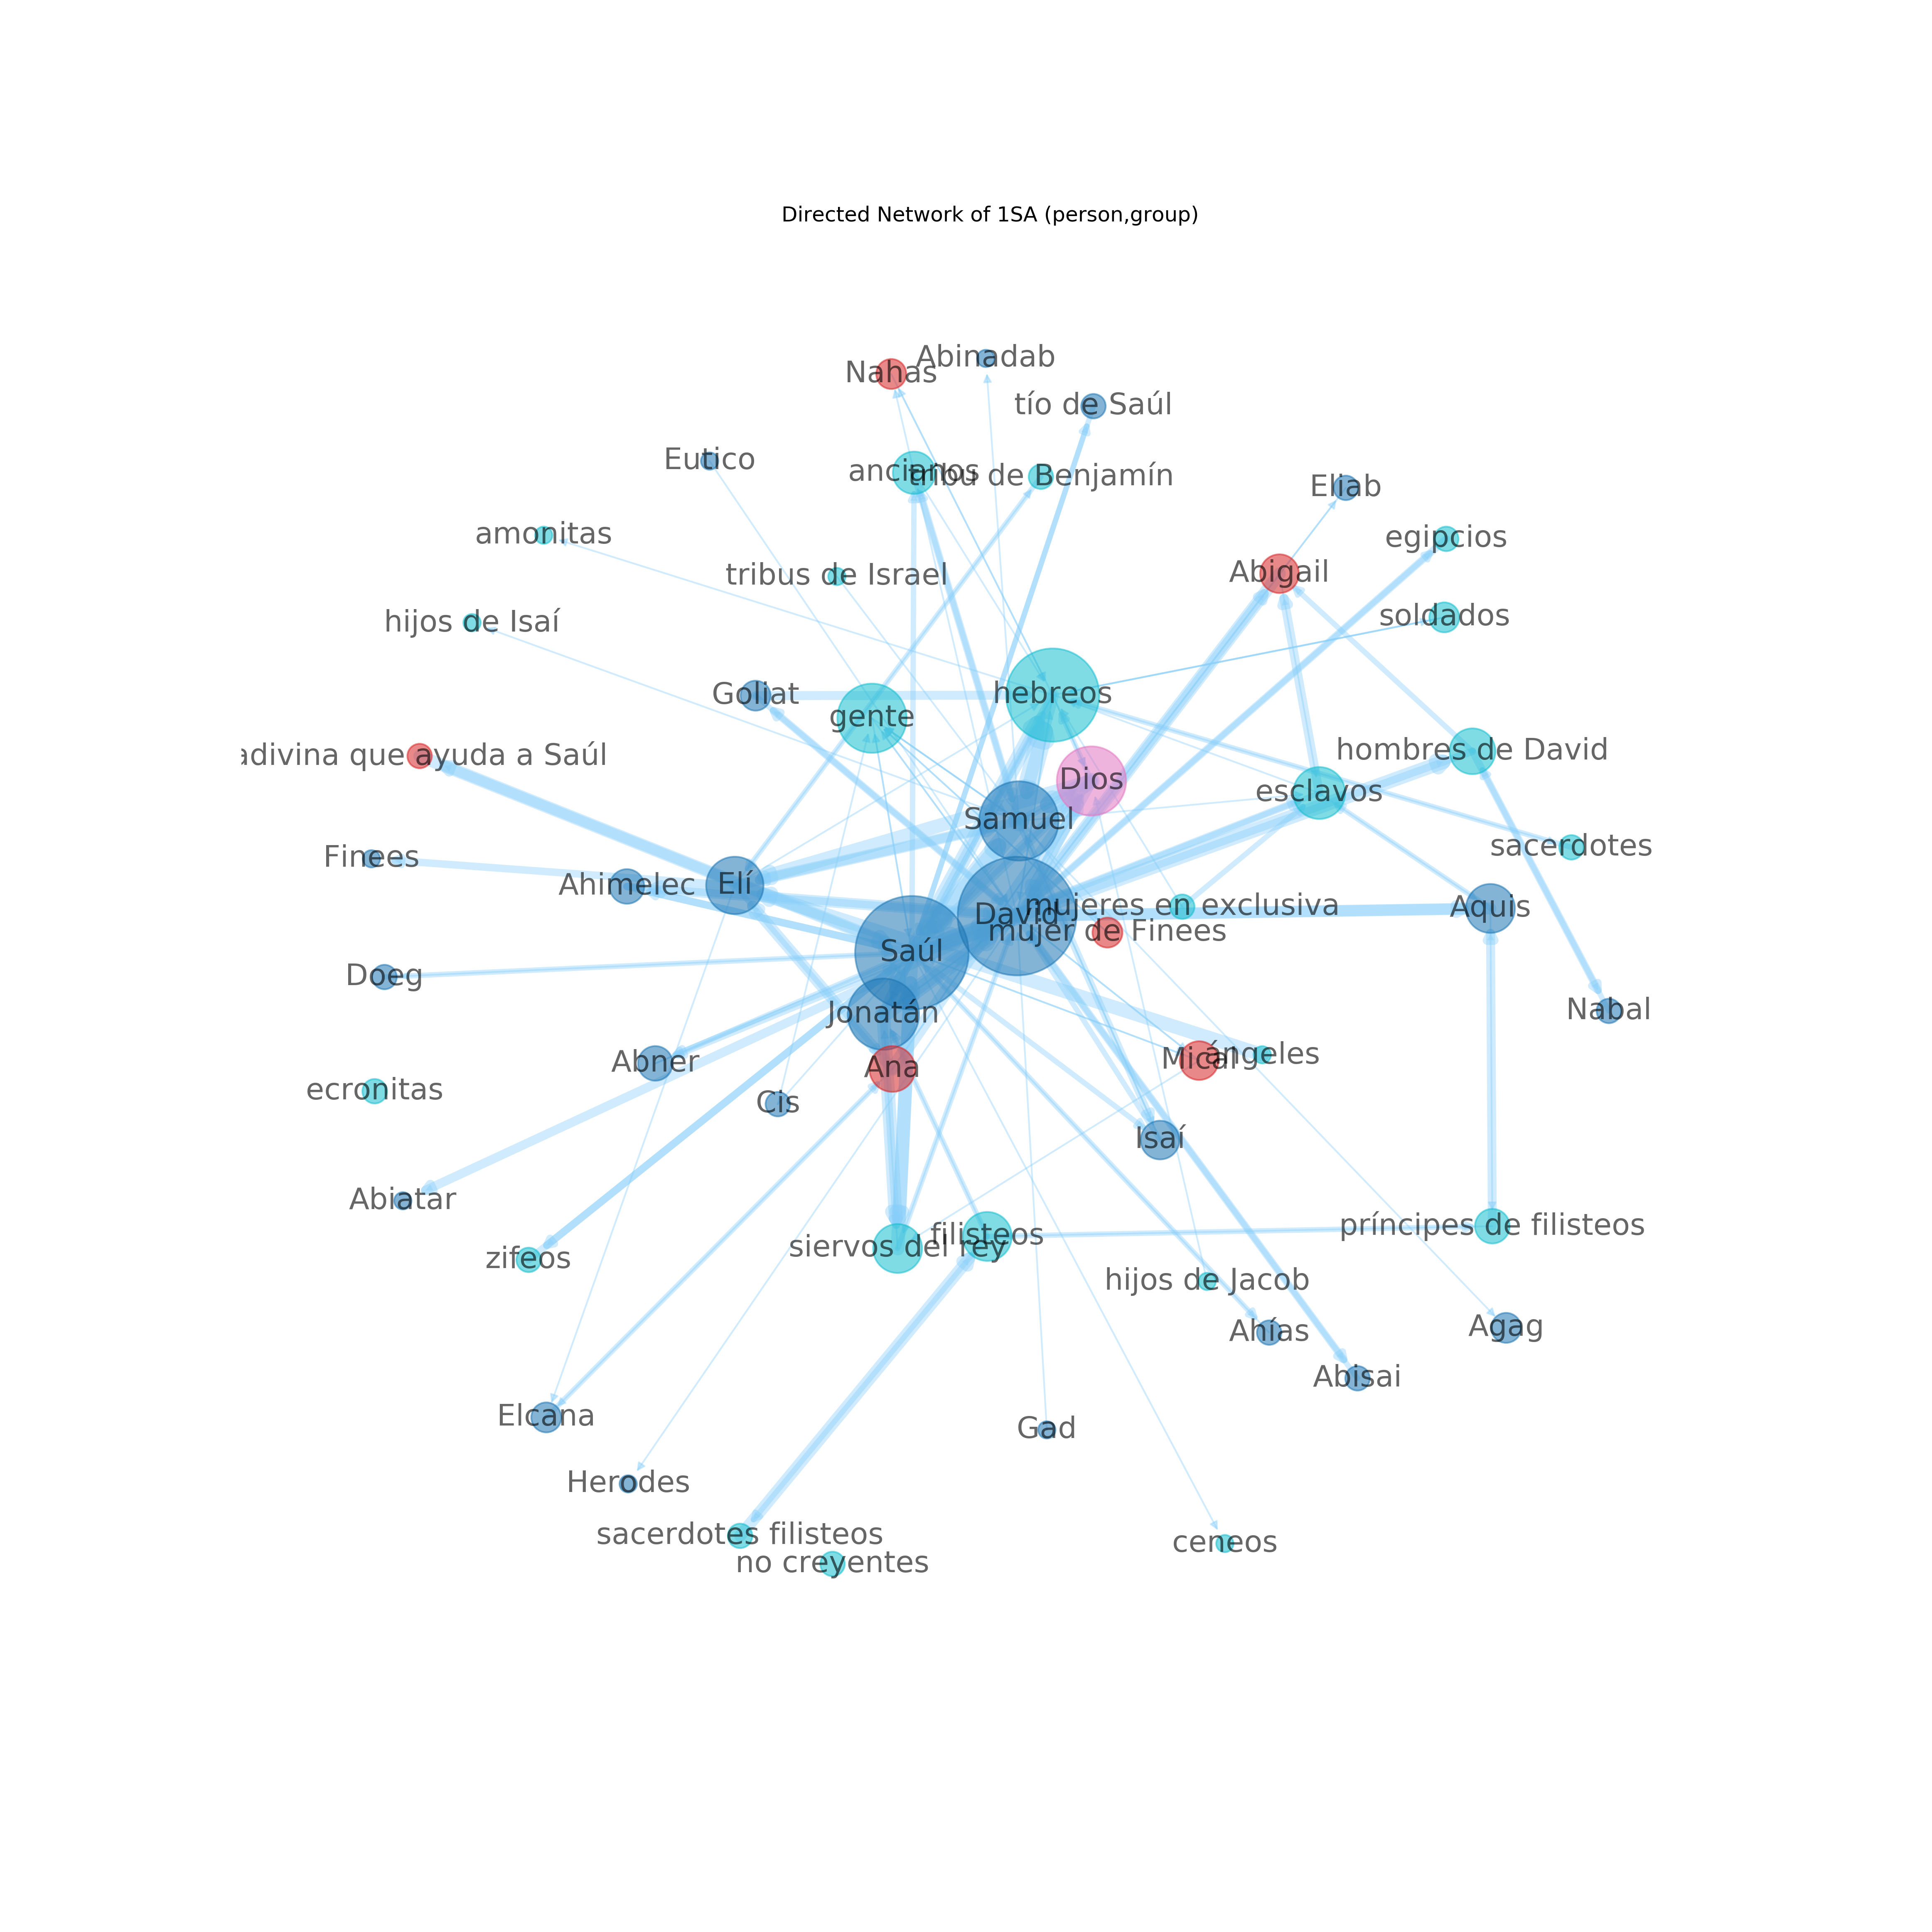 Directed Network of 1SA (person,group)
Abinadab
Nahas
tío de Saúl
Eutico
ancianos
tribu de Benjamín
Eliab
amonitas
egipcios
tribus de Israel
Abigail
hijos de Isaí
soldados
Goliat
hebreos
gente
hombres de David
adivina que ayuda a Saúl
Dios
esclavos
Samuel
sacerdotes
Finees
Ahimelec
Elí
mujeres en exclusiva
Aquis
David
mujer de Finees
Saúl
Doeg
Jonatán
Nabal
Abner
Mical
ángeles
Ana
ecronitas
Cis
Isaí
Abiatar
príncipes de filisteos
filisteos
siervos del rey
zifeos
hijos de Jacob
Ahías
Agag
Abisai
Elcana
Gad
Herodes
sacerdotes filisteos
ceneos
no creyentes